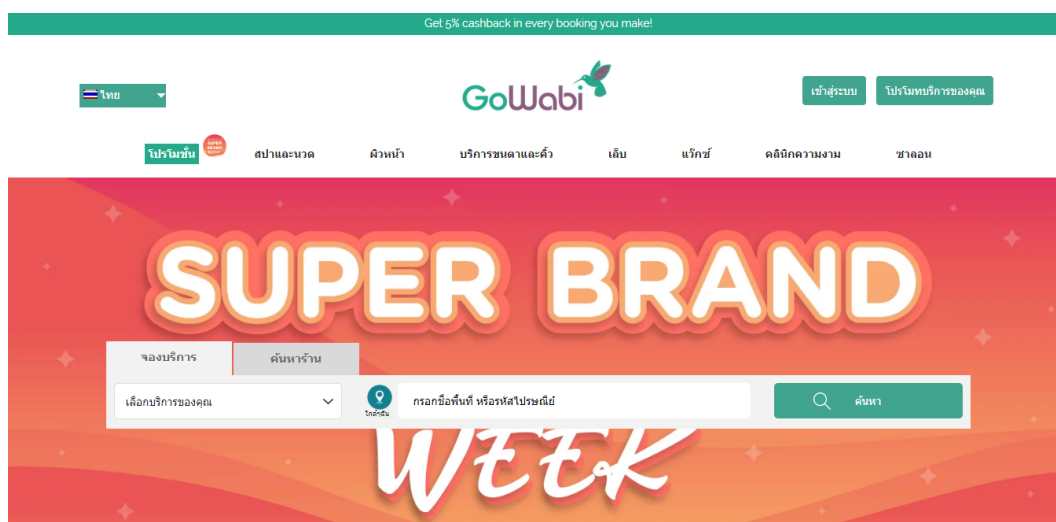 Get 5% cashback in every booking you make!
ไทย
GoWabi
เข้าสู่ระบบ
โปรโมทบริการของคุณ
โปรโมชั่น
SUPER BRAND
สปาและนวด
ผิวหน้า
บริการขนตาและคิ้ว
เล็บ
แว๊กซ์
คลินิกความงาม
ซาลอน
SUPER BRAND
จองบริการ
ค้นหาร้าน
เลือกบริการของคุณ
ใกล้ๆฉัน
กรอกชื่อพื้นที่ หรือรหัสไปรษณีย์
ค้นหา
WEEK